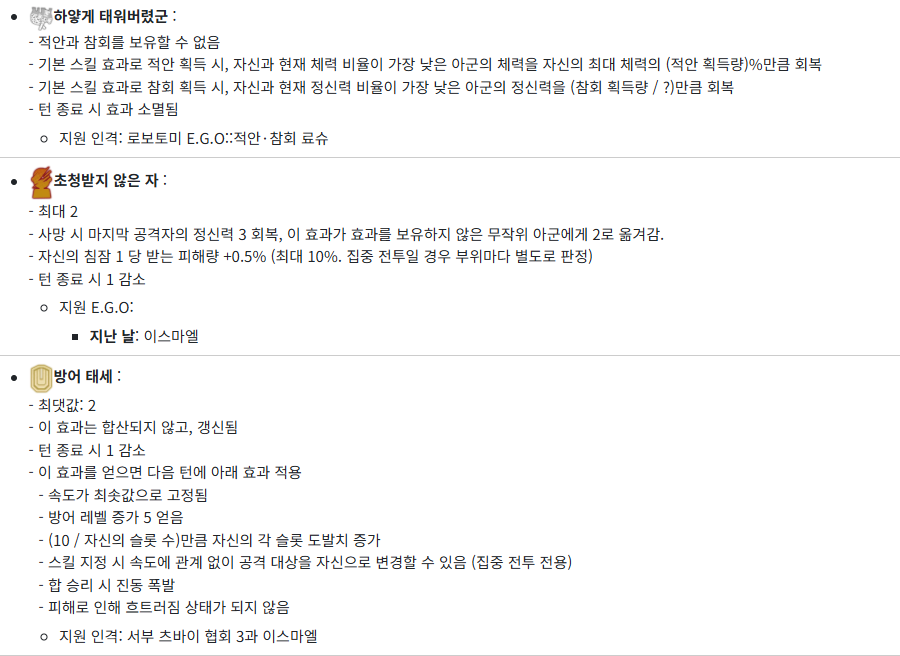 하얗게 태워버렸군 :
- 적안과 참회를 보유할 수 없음
- 기본 스킬 효과로 적안 획득 시, 자신과 현재 체력 비율이 가장 낮은 아군의 체력을 자신의 최대 체력의 (적안 획득량)%만큼 회복
- 기본 스킬 효과로 참회 획득 시, 자신과 현재 정신력 비율이 가장 낮은 아군의 정신력을 (참회 획득량 / ?)만큼 회복
- 턴 종료 시 효과 소멸됨
지원 인격: 로보토미 E.G.O::적안·참회 료슈
초청받지 않은 자 :
- 최대 2
- 사망 시 마지막 공격자의 정신력 3 회복, 이 효과가 효과를 보유하지 않은 무작위 아군에게 2로 옮겨감.
- 자신의 침잠 1 당 받는 피해량 +0.5% (최대 10%. 집중 전투일 경우 부위마다 별도로 판정)
- 턴 종료 시 1 감소
지원 E.G.O:
지난 날: 이스마엘
방어 태세 :
- 최댓값: 2
- 이 효과는 합산되지 않고, 갱신됨
- 턴 종료 시 1 감소
- 이 효과를 얻으면 다음 턴에 아래 효과 적용
- 속도가 최솟값으로 고정됨
- 방어 레벨 증가 5 얻음
- (10 / 자신의 슬롯 수)만큼 자신의 각 슬롯 도발치 증가
- 스킬 지정 시 속도에 관계 없이 공격 대상을 자신으로 변경할 수 있음 (집중 전투 전용)
- 합 승리 시 진동 폭발
- 피해로 인해 흐트러짐 상태가 되지 않음
지원 인격: 서부 츠바이 협회 3과 이스마엘